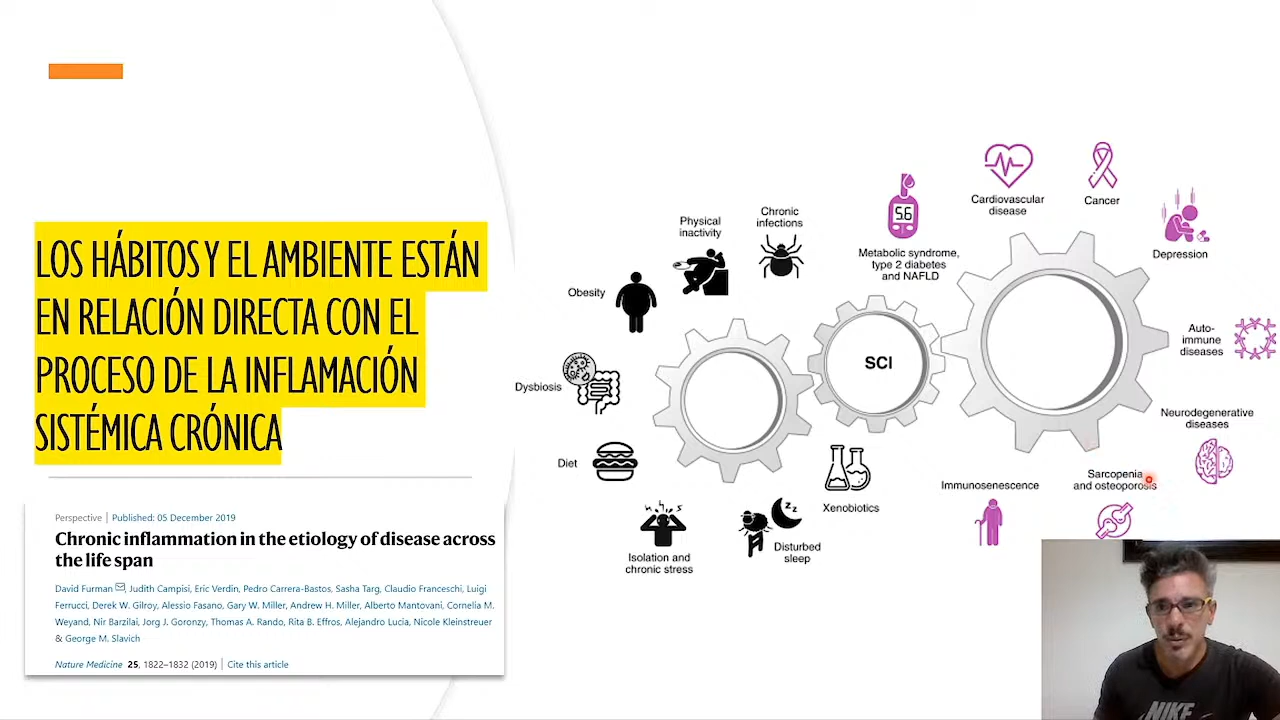 LOS HÁBITOS Y EL AMBIENTE ESTÁN
EN RELACIÓN DIRECTA CON EL
PROCESO DE LA INFLAMACIÓN
SISTÉMICA CRÓNICA
Perspective | Published: 05 December 2019
Chronic inflammation in the etiology of disease across
the life span
David Furman, Judith Campisi, Eric Verdin, Pedro Carrera-Bastos, Sasha Targ, Claudio Franceschi, Luigi
Ferrucci, Derek W. Gilroy, Alessio Fasano, Gary W. Miller, Andrew H. Miller, Alberto Mantovani, Cornelia M.
Weyand, Nir Barzilai, Jorg J. Goronzy, Thomas A. Rando, Rita B. Effros, Alejandro Lucia, Nicole Kleinstreuer
& George M. Slavich
Nature Medicine 25, 1822–1832 (2019) | Cite this article
Physical
inactivity
Chronic
infections
Obesity
Dysbiosis
Diet
Isolation and
chronic stress
Disturbed
sleep
Xenobiotics
SCI
5.6
Metabolic syndrome,
type 2 diabetes
and NAFLD
Cardiovascular
disease
Cancer
Depression
Auto-
immune
diseases
Neurodegenerative
diseases
Sarcopenia
and osteoporosis
Immunosenescence
NIKE